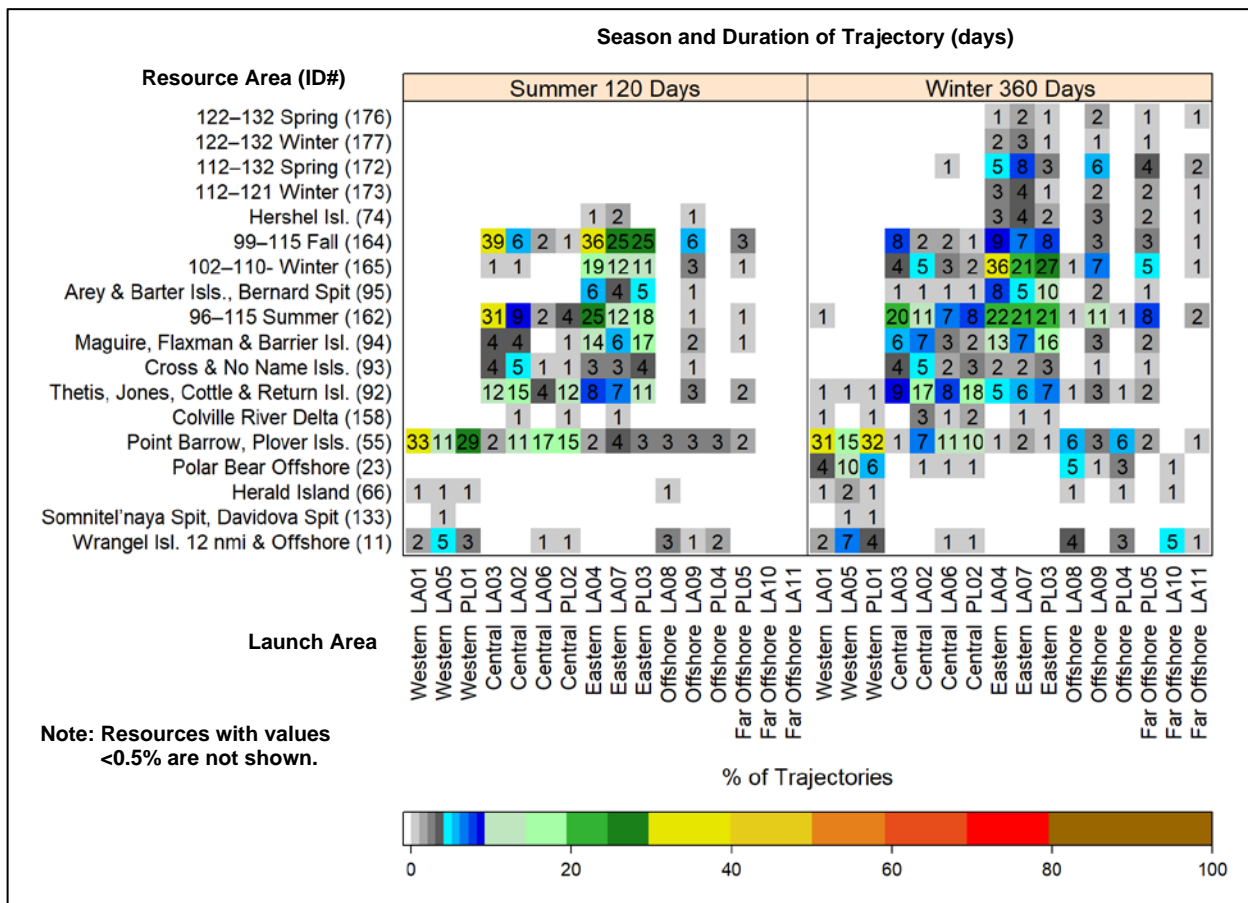 Season and Duration of Trajectory (days)
Resource Area (ID#)
Summer 120 Days Winter 360 Days
122–132 Spring (176) 1 2 1 2 1 1
122–132 Winter (177) 2 3 1 1 1
112–132 Spring (172) 1 5 8 3 6 4 2
112–121 Winter (173) 3 4 1 2 2 1
Hershel Isl. (74) 1 2 1 3 4 2 3 2 1
99–115 Fall (164) 39 6 2 1 36 25 25 6 3 8 2 2 1 9 7 8 3 3 1
102–110- Winter (165) 1 1 19 12 11 3 1 4 5 3 2 36 21 27 1 7 5 1
Arey & Barter Isls., Bernard Spit (95) 6 4 5 1 1 1 1 1 8 5 10 2 1
96–115 Summer (162) 31 9 2 4 25 12 18 1 1 1 20 11 7 8 22 21 21 1 11 1 8 2
Maguire, Flaxman & Barrier Isl. (94) 4 4 1 14 6 17 2 1 6 7 3 2 13 7 16 3 2
Cross & No Name Isls. (93) 4 5 1 1 3 3 4 1 4 5 2 3 2 2 3 1 1
Thetis, Jones, Cottle & Return Isl. (92) 12 15 4 12 8 7 11 3 2 1 1 1 9 17 8 18 5 6 7 1 3 1 2
Colville River Delta (158) 1 1 1 1 1 3 1 2 1 1
Point Barrow, Plover Isls. (55) 33 11 29 2 11 17 15 2 4 3 3 3 3 2 31 15 32 1 7 11 10 1 2 1 6 3 6 2 1
Polar Bear Offshore (23) 4 10 6 1 1 1 5 1 3 1
Herald Island (66) 1 1 1 1 1 2 1 1 1 1
Somnitel'naya Spit, Davidova Spit (133) 1 1 1
Wrangel Isl. 12 nmi & Offshore (11) 2 5 3 1 1 3 1 2 2 7 4 1 1 4 3 5 1
Launch Area
Western LA01
Western LA05
Western PL01
Central LA03
Central LA02
Central LA06
Central PL02
Eastern LA04
Eastern LA07
Eastern PL03
Offshore LA08
Offshore LA09
Offshore PL04
Far Offshore PL05
Far Offshore LA10
Far Offshore LA11
Western LA01
Western LA05
Western PL01
Central LA03
Central LA02
Central LA06
Central PL02
Eastern LA04
Eastern LA07
Eastern PL03
Offshore LA08
Offshore LA09
Offshore PL04
Far Offshore PL05
Far Offshore LA10
Far Offshore LA11
Note: Resources with values
<0.5% are not shown.
% of Trajectories
0 20 40 60 80 100